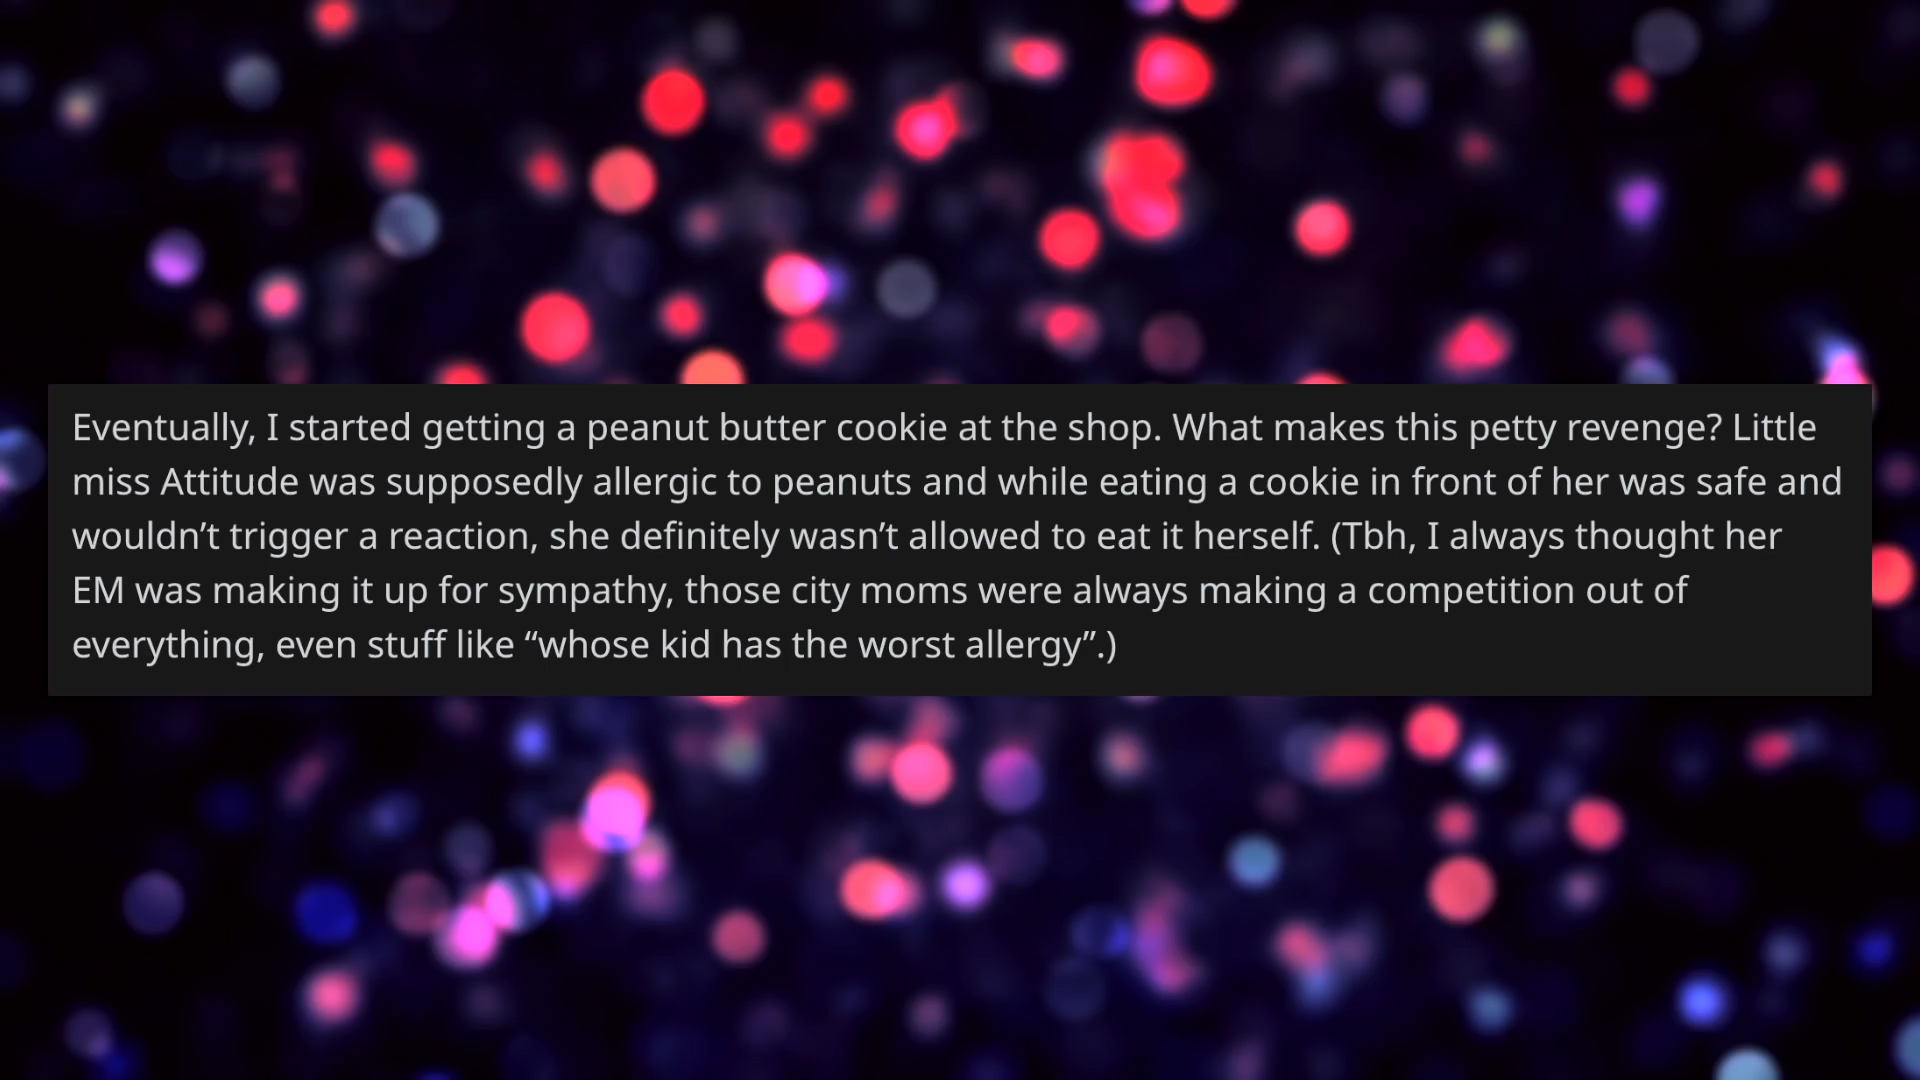 Eventually, I started getting a peanut butter cookie at the shop. What makes this petty revenge? Little
miss Attitude was supposedly allergic to peanuts and while eating a cookie in front of her was safe and
wouldn’t trigger a reaction, she definitely wasn’t allowed to eat it herself. (Tbh, I always thought her
EM was making it up for sympathy, those city moms were always making a competition out of
everything, even stuff like “whose kid has the worst allergy”.)